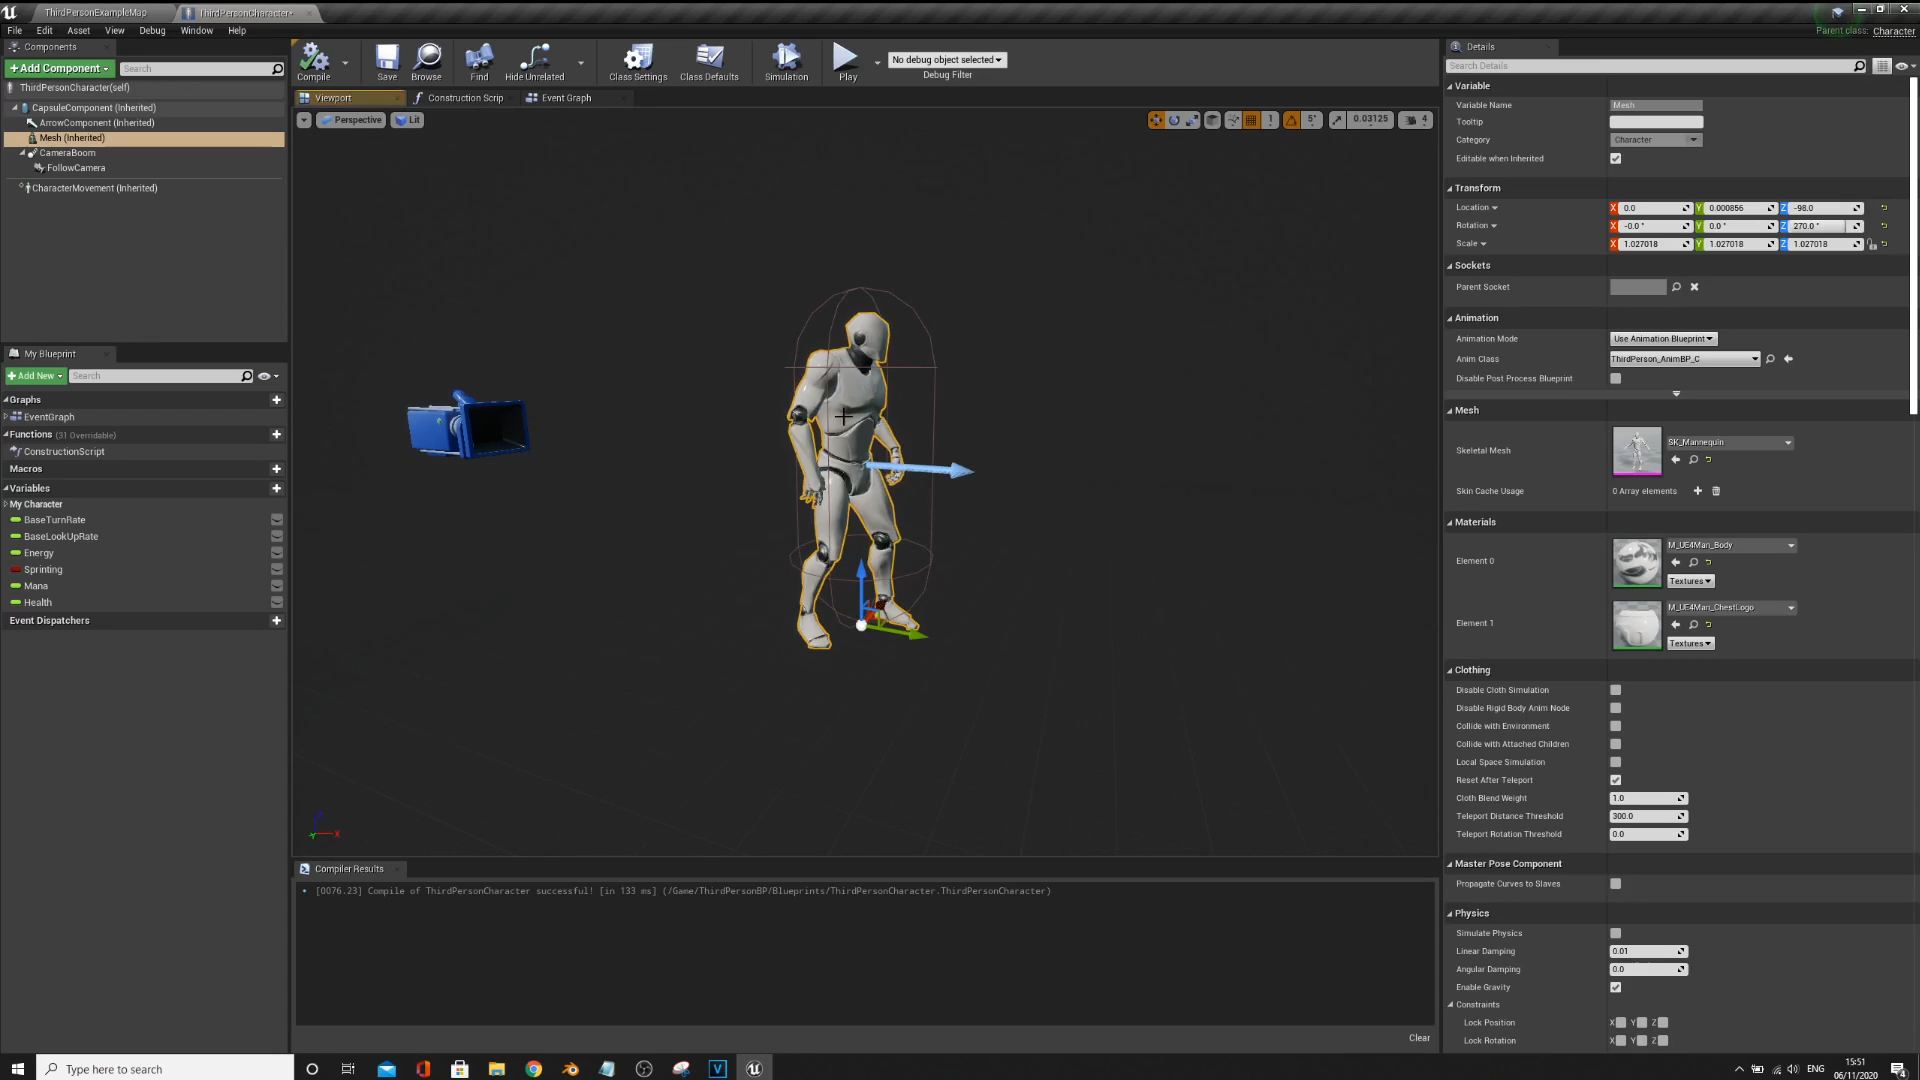 ThirdPersonExampleMap
ThirdPersonCharacter*
Parent class: Character
File Edit Asset View Debug Window Help
Components
+Add Component
Search
ThirdPersonCharacter(self)
CapsuleComponent (Inherited)
ArrowComponent (Inherited)
Mesh (Inherited)
CameraBoom
FollowCamera
CharacterMovement (Inherited)
My Blueprint
+Add New
Search
Graphs
EventGraph
Functions (31 Overridable)
ConstructionScript
Macros
Variables
My Character
BaseTurnRate
BaseLookUpRate
Energy
Sprinting
Mana
Health
Event Dispatchers
Compile
Save
Browse
Find
Hide Unrelated
Class Settings
Class Defaults
Simulation
Play
No debug object selected
Debug Filter
Viewport
Construction Scrip
Event Graph
Perspective
Lit
1
5°
0.03125
4
X
Compiler Results
[0076.23] Compile of ThirdPersonCharacter successful! [in 133 ms] (/Game/ThirdPersonBP/Blueprints/ThirdPersonCharacter.ThirdPersonCharacter)
Clear
Details
Search Details
Variable
Variable Name Mesh
Tooltip
Category Character
Editable when Inherited
Transform
Location X 0.0 Y 0.000856 Z -98.0
Rotation X -0.0 ° Y 0.0 ° Z 270.0 °
Scale X 1.027018 Y 1.027018 Z 1.027018
Sockets
Parent Socket
Animation
Animation Mode Use Animation Blueprint
Anim Class ThirdPerson_AnimBP_C
Disable Post Process Blueprint
Mesh
Skeletal Mesh SK_Mannequin
Skin Cache Usage 0 Array elements
Materials
Element 0 M_UE4Man_Body
Textures
Element 1 M_UE4Man_ChestLogo
Textures
Clothing
Disable Cloth Simulation
Disable Rigid Body Anim Node
Collide with Environment
Collide with Attached Children
Local Space Simulation
Reset After Teleport
Cloth Blend Weight 1.0
Teleport Distance Threshold 300.0
Teleport Rotation Threshold 0.0
Master Pose Component
Propagate Curves to Slaves
Physics
Simulate Physics
Linear Damping 0.01
Angular Damping 0.0
Enable Gravity
Constraints
Lock Position X Y Z
Lock Rotation X Y Z
Type here to search
ENG
15:51
06/11/2020
4